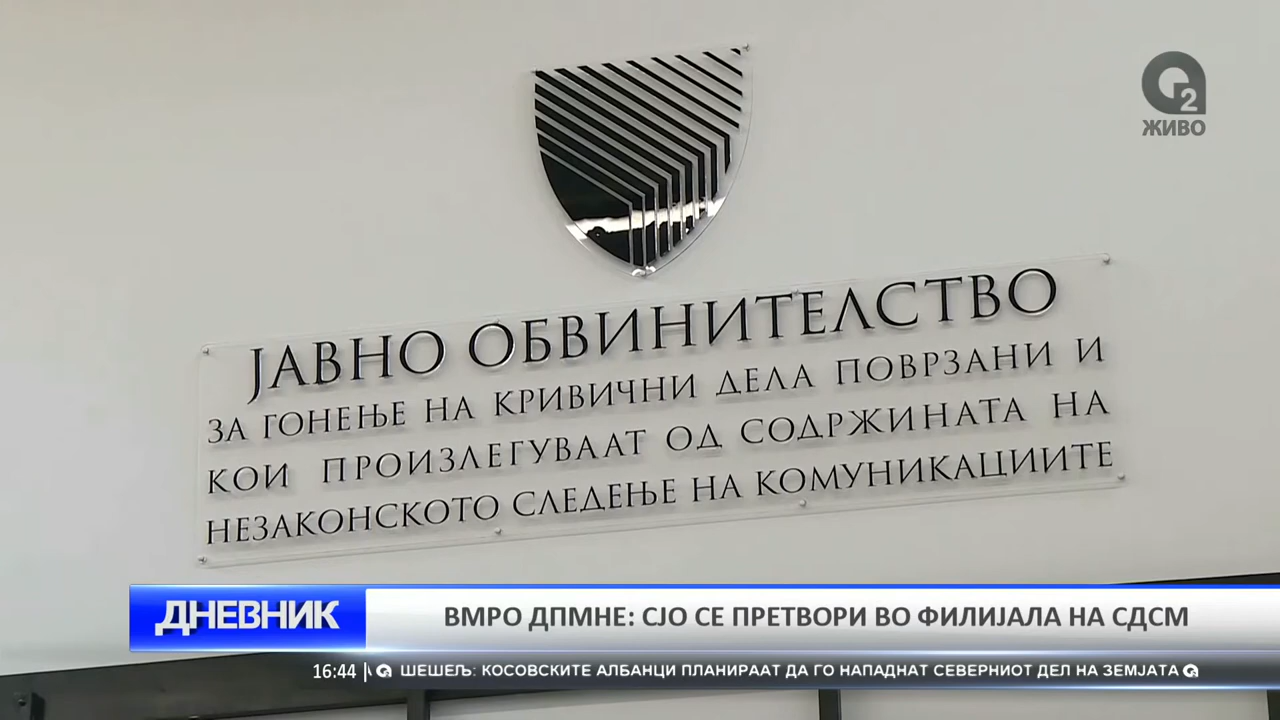 2
ЖИВО
ЈАВНО ОБВИНИТЕЛСТВО
ЗА ГОНЕЊЕ НА КРИВИЧНИ ДЕЛА ПОВРЗАНИ И
КОИ ПРОИЗЛЕГУВААТ ОД СОДРЖИНАТА НА
НЕЗАКОНСКОТО СЛЕДЕЊЕ НА КОМУНИКАЦИИТЕ
ДНЕВНИК
ВМРО ДПМНЕ: СЈО СЕ ПРЕТВОРИ ВО ФИЛИЈАЛА НА СДСМ
16:44
ШЕШЕЉ: КОСОВСКИТЕ АЛБАНЦИ ПЛАНИРААТ ДА ГО НАПАДНАТ СЕВЕРНИОТ ДЕЛ НА ЗЕМЈАТА